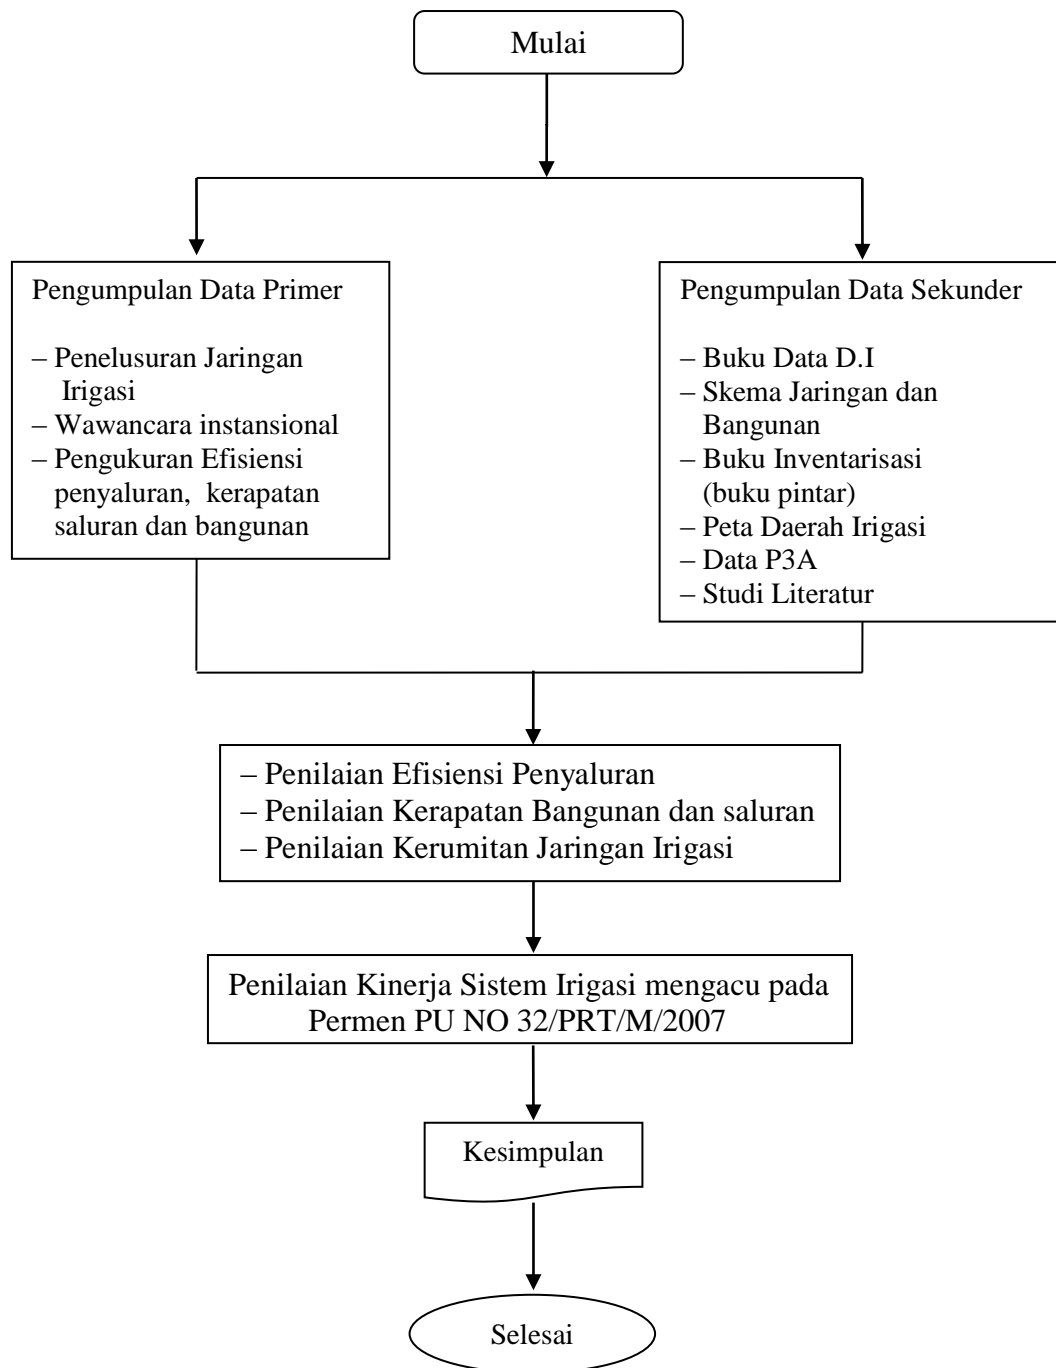 Mulai
Pengumpulan Data Primer
– Penelusuran Jaringan
Irigasi
– Wawancara instansional
– Pengukuran Efisiensi
penyaluran, kerapatan
saluran dan bangunan
Pengumpulan Data Sekunder
– Buku Data D.I
– Skema Jaringan dan
Bangunan
– Buku Inventarisasi
(buku pintar)
– Peta Daerah Irigasi
– Data P3A
– Studi Literatur
– Penilaian Efisiensi Penyaluran
– Penilaian Kerapatan Bangunan dan saluran
– Penilaian Kerumitan Jaringan Irigasi
Penilaian Kinerja Sistem Irigasi mengacu pada
Permen PU NO 32/PRT/M/2007
Kesimpulan
Selesai